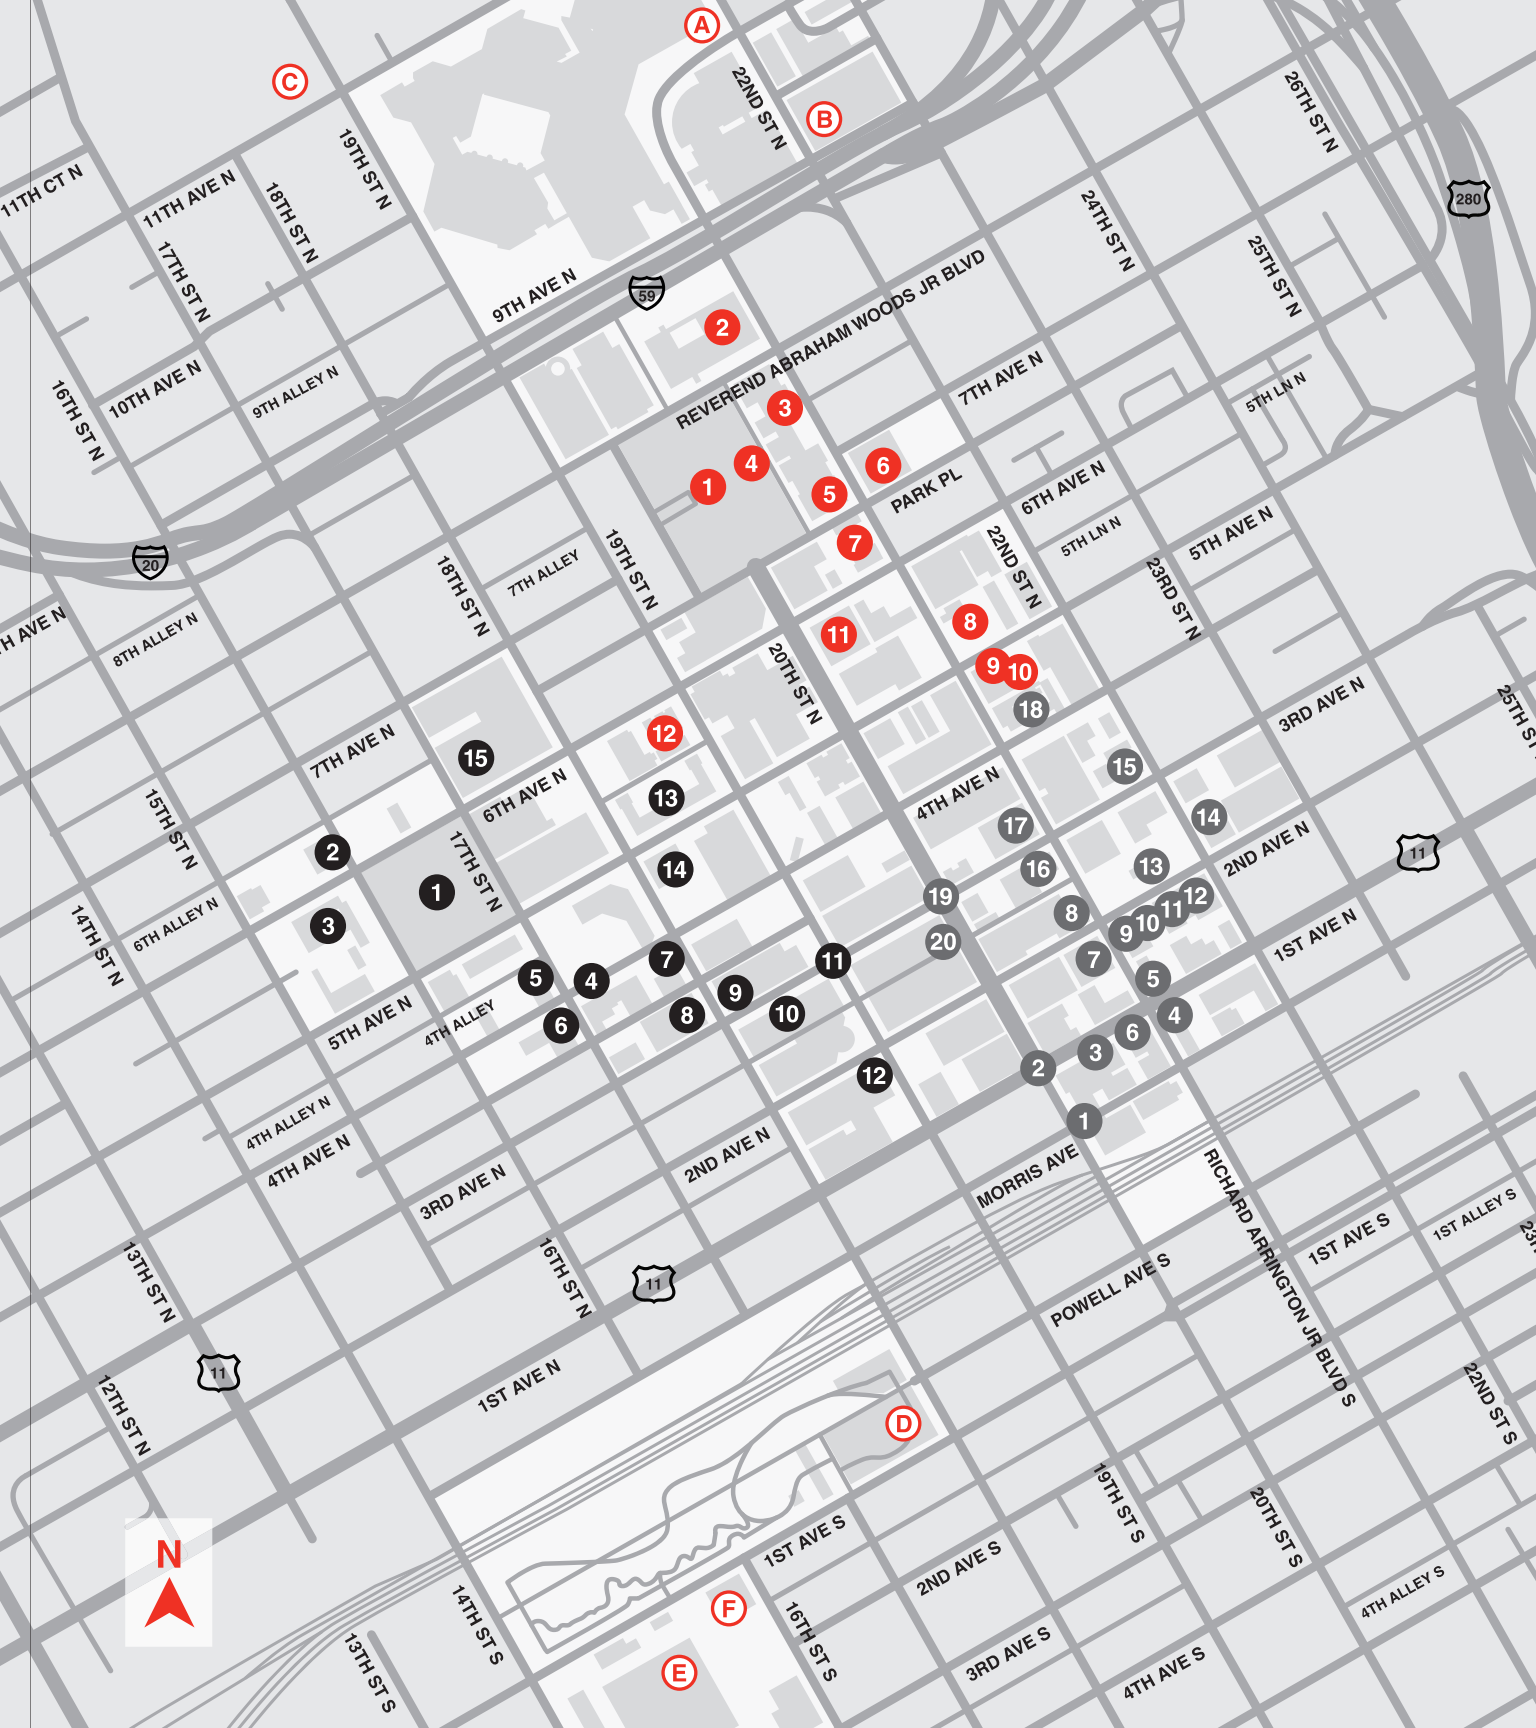 A
C
22ND ST N
B
26TH ST N
19TH ST N
11TH CT N
11TH AVE N
18TH ST N
280
24TH ST N
17TH ST N
9TH AVE N
59
25TH ST N
REVEREND ABRAHAM WOODS JR BLVD
2
10TH AVE N
9TH ALLEY N
16TH ST N
3
7TH AVE N
5TH LN N
4
6
1
5
PARK PL
6TH AVE N
20
7TH ALLEY
18TH ST N
19TH ST N
7
22ND ST N
5TH LN N
5TH AVE N
23RD ST N
8TH ALLEY N
TH AVE N
11
8
20TH ST N
9
10
18
3RD AVE N
25TH ST N
7TH AVE N
15
12
6TH AVE N
13
4TH AVE N
15
15TH ST N
2
17TH ST N
14
17
14
2ND AVE N
11
1
3
6TH ALLEY N
14TH ST N
19
16
13
8
9
10
11
12
20
7
1ST AVE N
5TH AVE N
4TH ALLEY
5
4
7
9
11
6
8
10
5
4
6
3
2
12
1
4TH ALLEY N
4TH AVE N
3RD AVE N
2ND AVE N
MORRIS AVE
RICHARD ARRINGTON JR BLVD S
1ST AVE S
1ST ALLEY S
13TH ST N
16TH ST N
11
POWELL AVE S
11
12TH ST N
1ST AVE N
22ND ST S
D
19TH ST S
20TH ST S
N
1ST AVE S
2ND AVE S
14TH ST S
F
16TH ST S
4TH ALLEY S
13TH ST S
E
3RD AVE S
4TH AVE S